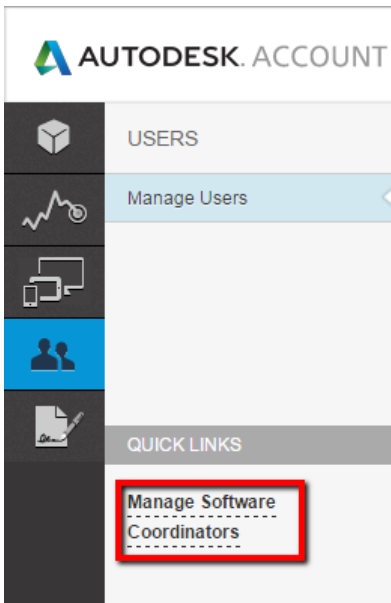 AUTODESK. ACCOUNT
USERS
Manage Users
QUICK LINKS
Manage Software
Coordinators